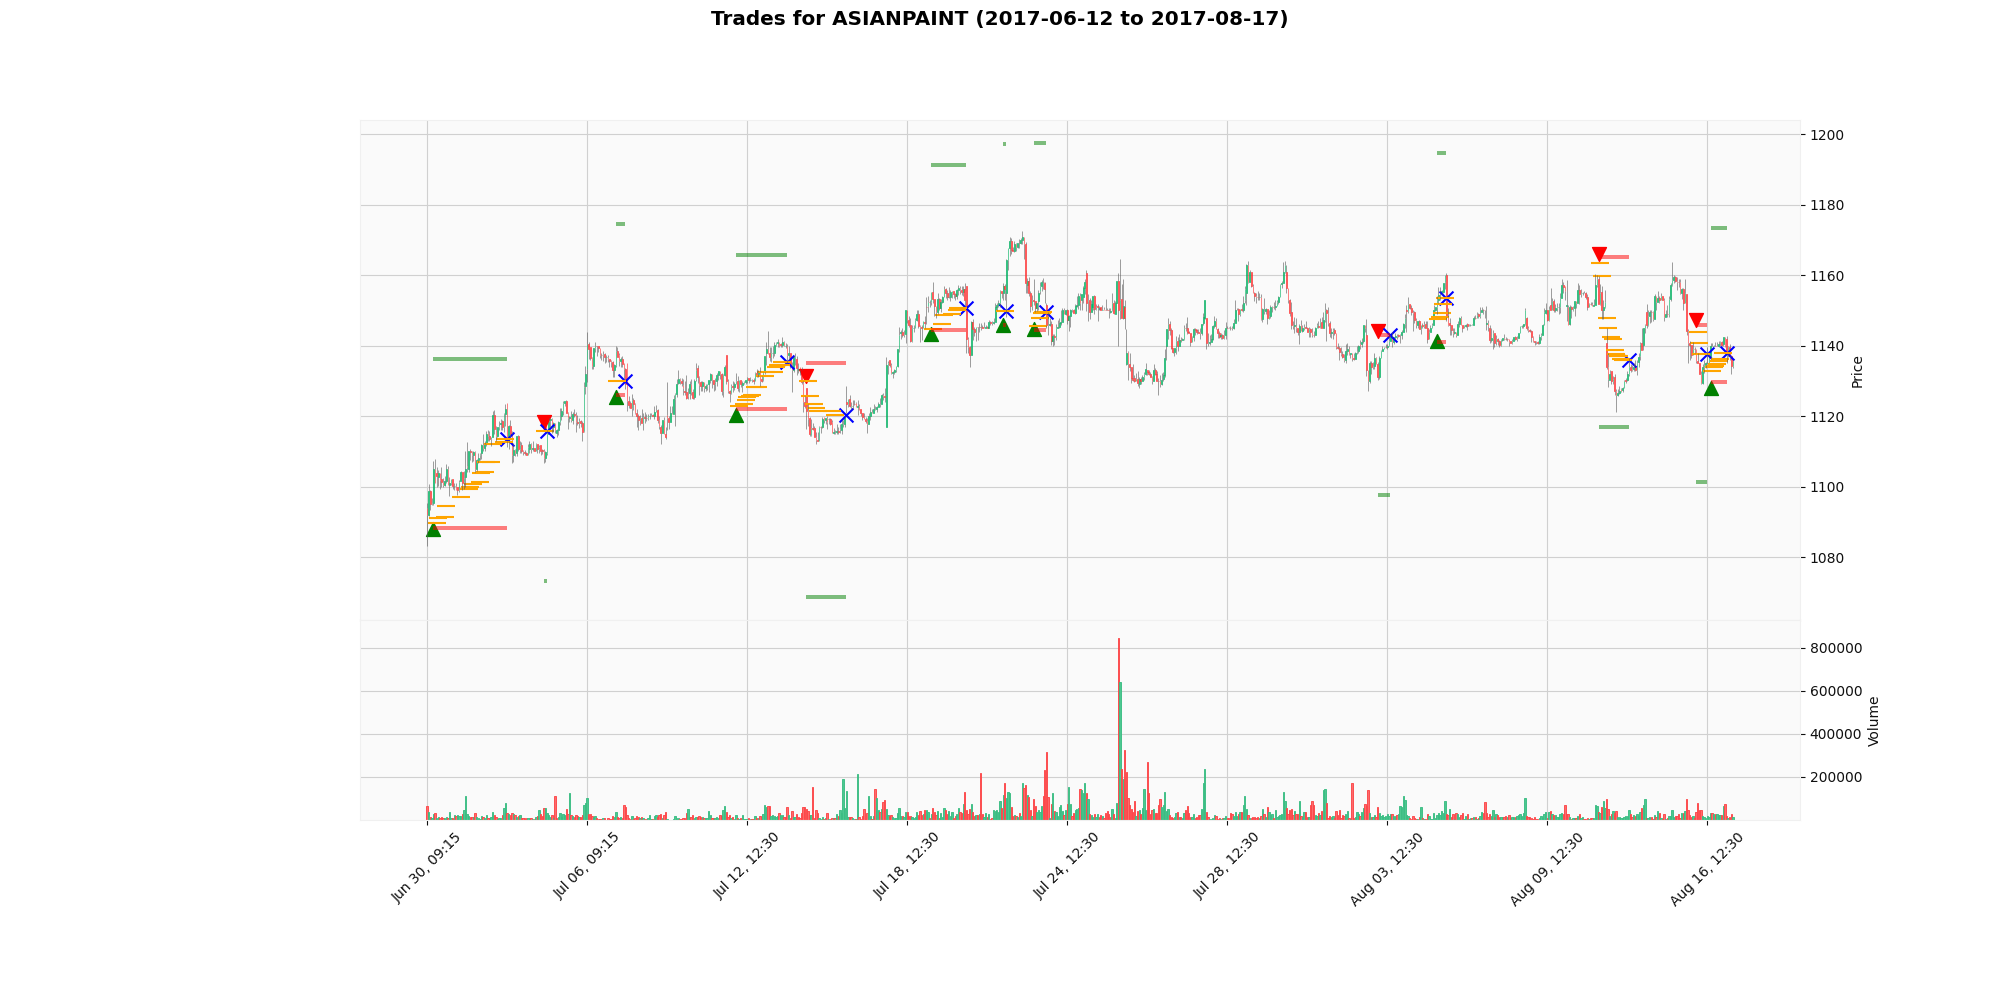 Trades for ASIANPAINT (2017-06-12 to 2017-08-17)
1200
1180
1160
1140
1120
1100
1080
Price
800000
600000
400000
200000
Volume
Jun 30, 09:15
Jul 06, 09:15
Jul 12, 12:30
Jul 18, 12:30
Jul 24, 12:30
Jul 28, 12:30
Aug 03, 12:30
Aug 09, 12:30
Aug 16, 12:30